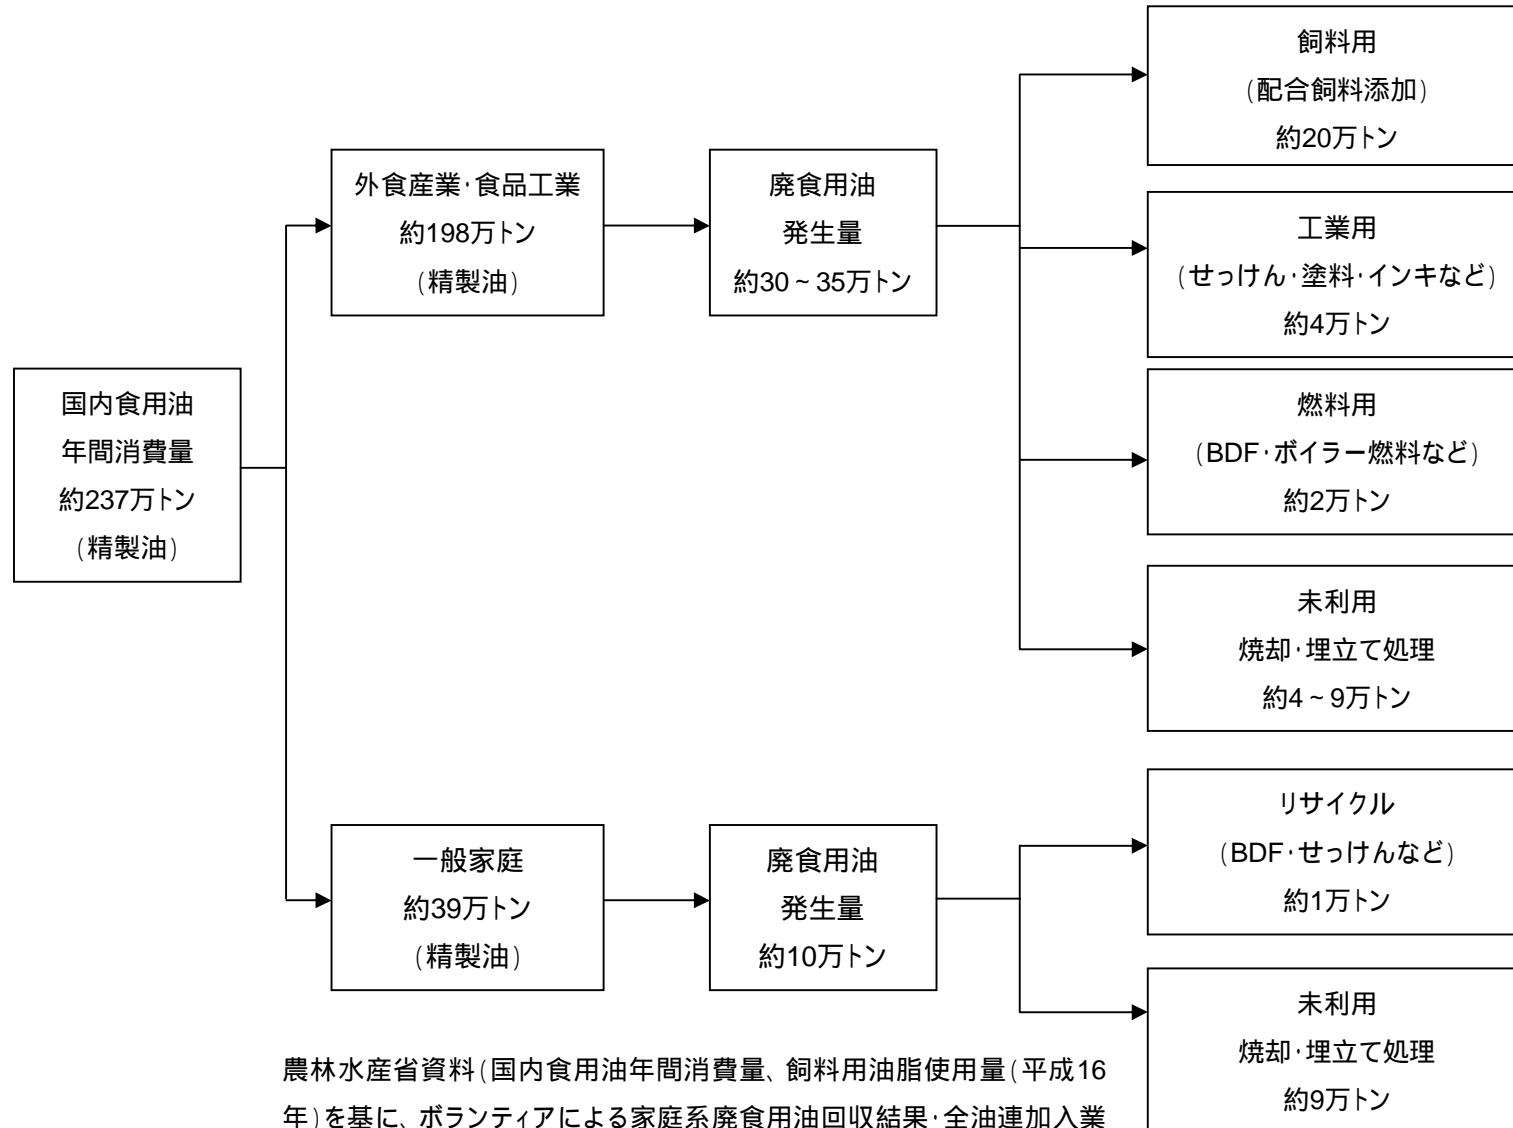 国内食用油
年間消費量
約237万トン
(精製油)
外食産業･食品工業
約198万トン
(精製油)
廃食用油
発生量
約30~35万トン
飼料用
(配合飼料添加)
約20万トン
工業用
(せっけん･塗料･インキなど)
約4万トン
燃料用
(BDF･ボイラー燃料など)
約2万トン
未利用
焼却･埋立て処理
約4~9万トン
一般家庭
約39万トン
(精製油)
廃食用油
発生量
約10万トン
リサイクル
(BDF･せっけんなど)
約1万トン
未利用
焼却･埋立て処理
約9万トン
農林水産省資料(国内食用油年間消費量、飼料用油脂使用量(平成16
年)を基に、ボランティアによる家庭系廃食用油回収結果･全油連加入業